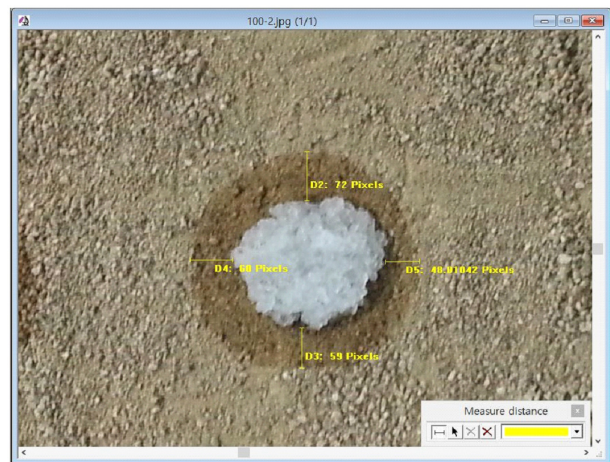 100-2.jpg (1/1)
D2: 72 Pixels
D4: 60 Pixels
D5: 48.01042 Pixels
D3: 59 Pixels
Measure distance